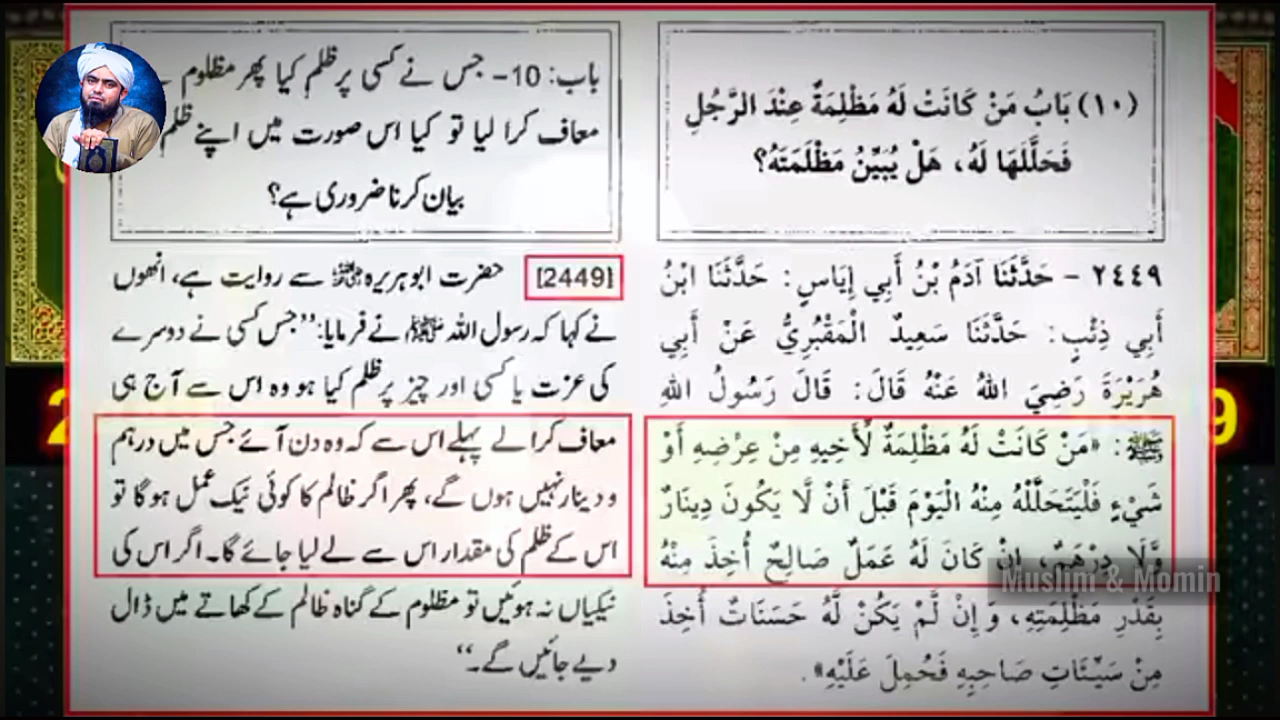 (١٠) بَابُ مَنْ كَانَتْ لَهُ مَظْلِمَةٌ عِنْدَ الرَّجُلِ
فَحَلَّلَهَا لَهُ، هَلْ يُبَيِّنُ مَظْلَمَتَهُ؟
٢٤٤٩ - حَدَّثَنَا آدَمُ بْنُ أَبِي إِيَاسٍ: حَدَّثَنَا ابْنُ
أَبِي ذِئْبٍ: حَدَّثَنَا سَعِيدٌ الْمَقْبُرِيُّ عَنْ أَبِي
هُرَيْرَةَ رَضِيَ اللهُ عَنْهُ قَالَ: قَالَ رَسُولُ اللهِ
ﷺ: «مَنْ كَانَتْ لَهُ مَظْلِمَةٌ لِأَخِيهِ مِنْ عِرْضِهِ أَوْ
شَيْءٍ فَلْيَتَحَلَّلْهُ مِنْهُ الْيَوْمَ قَبْلَ أَنْ لَّا يَكُونَ دِينَارٌ
وَّلَا دِرْهَمٌ، إِنْ كَانَ لَهُ عَمَلٌ صَالِحٌ أُخِذَ مِنْهُ
بِقَدْرِ مَظْلِمَتِهِ، وَإِنْ لَّمْ يَكُنْ لَّهُ حَسَنَاتٌ أُخِذَ
مِنْ سَيِّئَاتِ صَاحِبِهِ فَحُمِلَ عَلَيْهِ».
باب: 10- جس نے کسی پر ظلم کیا پھر مظلوم
معاف کرا لیا تو کیا اس صورت میں اپنے ظلم
بیان کرنا ضروری ہے؟
[2449] حضرت ابوہریرہ ؓ سے روایت ہے، انھوں
نے کہا کہ رسول اللہ ﷺ نے فرمایا: ’’جس کسی نے دوسرے
کی عزت یا کسی اور چیز پر ظلم کیا ہو وہ اس سے آج ہی
معاف کرا لے پہلے اس سے کہ وہ دن آئے جس میں درہم
و دینار نہیں ہوں گے، پھر اگر ظالم کا کوئی نیک عمل ہوگا تو
اس کے ظلم کی مقدار اس سے لے لیا جائے گا۔ اگر اس کی
نیکیاں نہ ہوئیں تو مظلوم کے گناہ ظالم کے کھاتے میں ڈال
دیے جائیں گے۔‘‘
Muslim & Momin